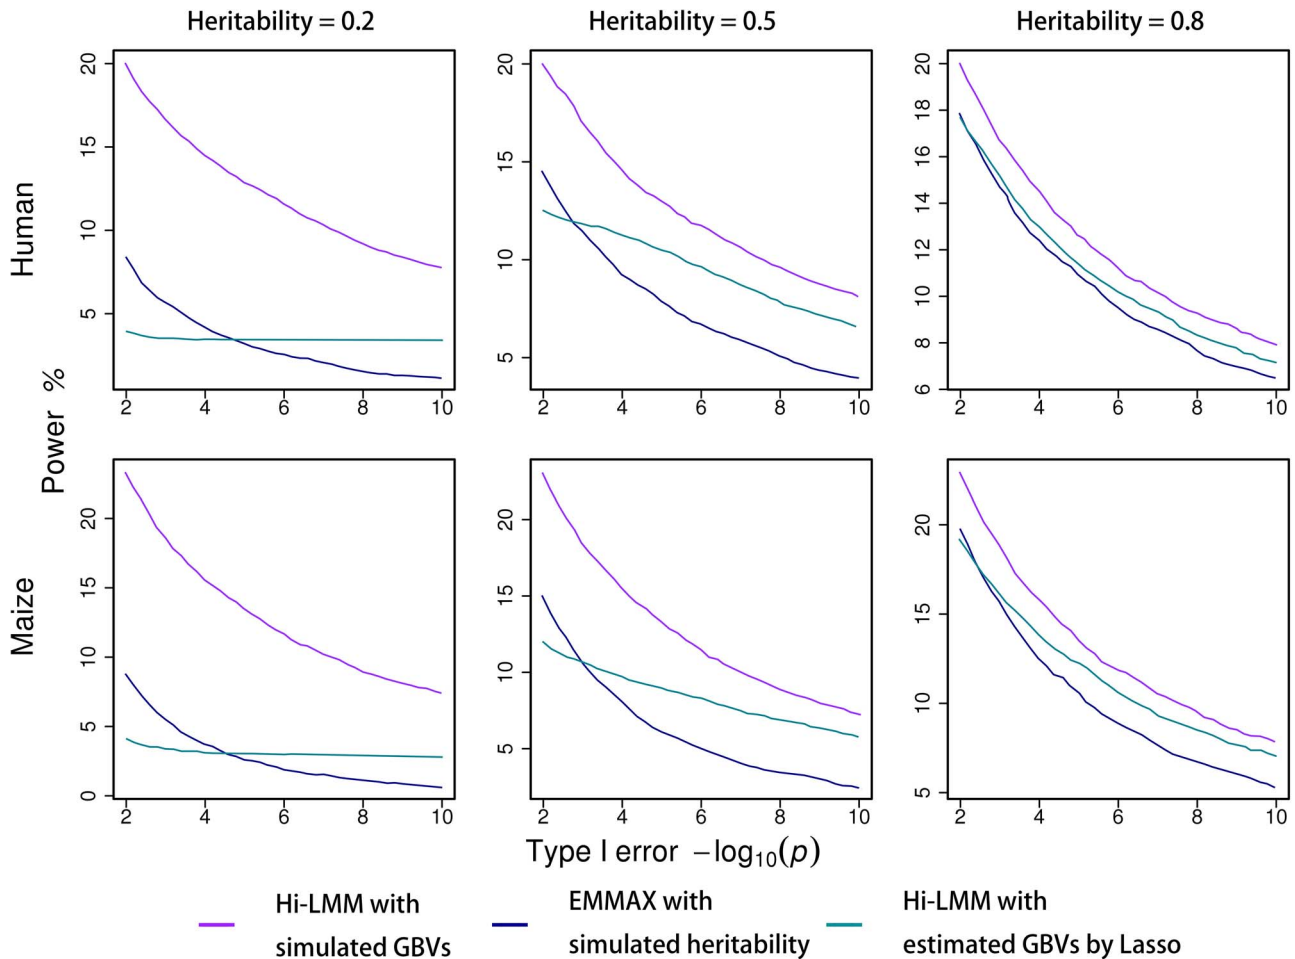 Heritability = 0.2
Heritability = 0.5
Heritability = 0.8
Human
Maize
Power %
20
15
10
5
2 4 6 8 10
20
15
10
5
2 4 6 8 10
20
18
16
14
12
10
8
6
2 4 6 8 10
20
15
10
5
0
2 4 6 8 10
20
15
10
5
2 4 6 8 10
20
15
10
5
2 4 6 8 10
Type I error −log10(p)
Hi-LMM with
simulated GBVs
EMMAX with
simulated heritability
Hi-LMM with
estimated GBVs by Lasso